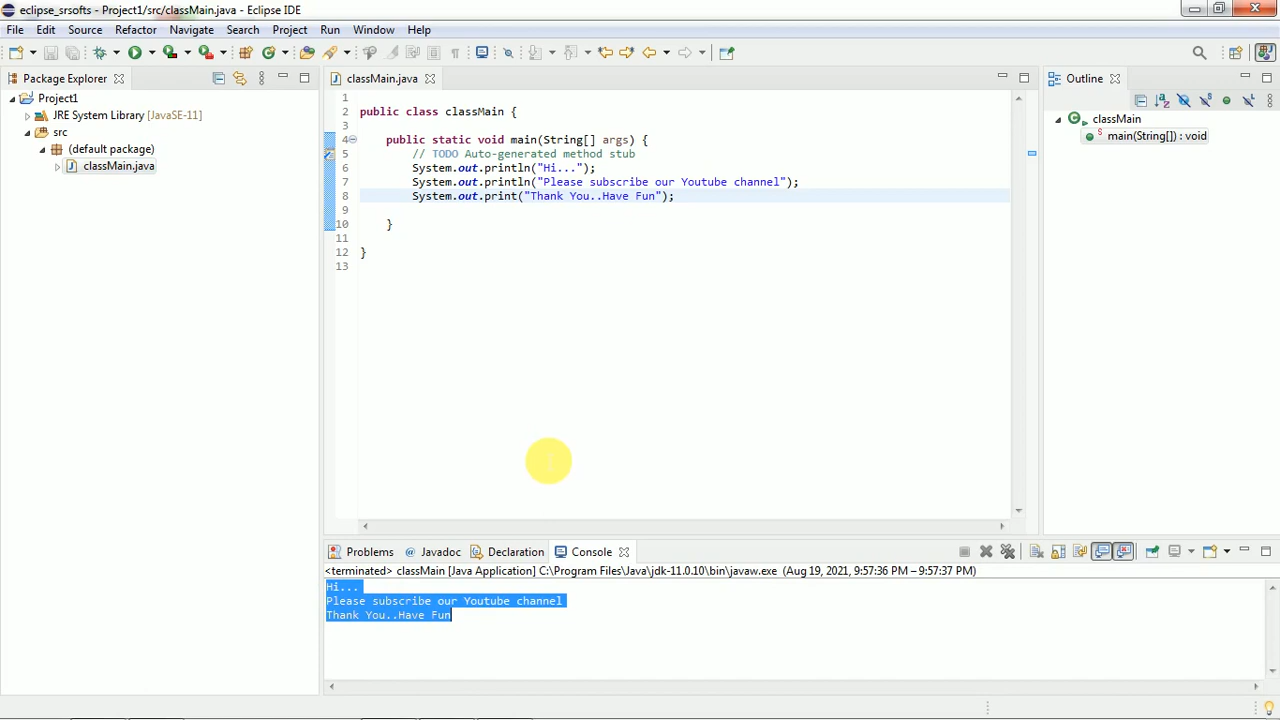 eclipse_srsofts - Project1/src/classMain.java - Eclipse IDE
File Edit Source Refactor Navigate Search Project Run Window Help
Package Explorer
classMain.java
Outline
Project1
JRE System Library [JavaSE-11]
src
(default package)
classMain.java
1
2 public class classMain {
3
4 public static void main(String[] args) {
5 // TODO Auto-generated method stub
6 System.out.println("Hi...");
7 System.out.println("Please subscribe our Youtube channel");
8 System.out.print("Thank You..Have Fun");
9
10 }
11
12 }
13
classMain
main(String[]) : void
Problems @ Javadoc Declaration Console
<terminated> classMain [Java Application] C:\Program Files\Java\jdk-11.0.10\bin\javaw.exe (Aug 19, 2021, 9:57:36 PM – 9:57:37 PM)
Hi...
Please subscribe our Youtube channel
Thank You..Have Fun